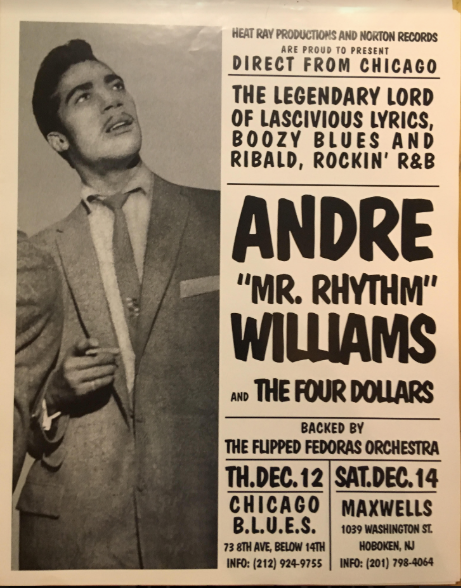 HEAT RAY PRODUCTIONS AND NORTON RECORDS
ARE PROUD TO PRESENT
DIRECT FROM CHICAGO
THE LEGENDARY LORD
OF LASCIVIOUS LYRICS,
BOOZY BLUES AND
RIBALD, ROCKIN' R&B
ANDRE
"MR. RHYTHM"
WILLIAMS
AND THE FOUR DOLLARS
BACKED BY
THE FLIPPED FEDORAS ORCHESTRA
TH.DEC.12
CHICAGO
B.L.U.E.S.
73 8TH AVE, BELOW 14TH
INFO: (212) 924-9755
SAT.DEC.14
MAXWELLS
1039 WASHINGTON ST.
HOBOKEN, NJ
INFO: (201) 798-4064